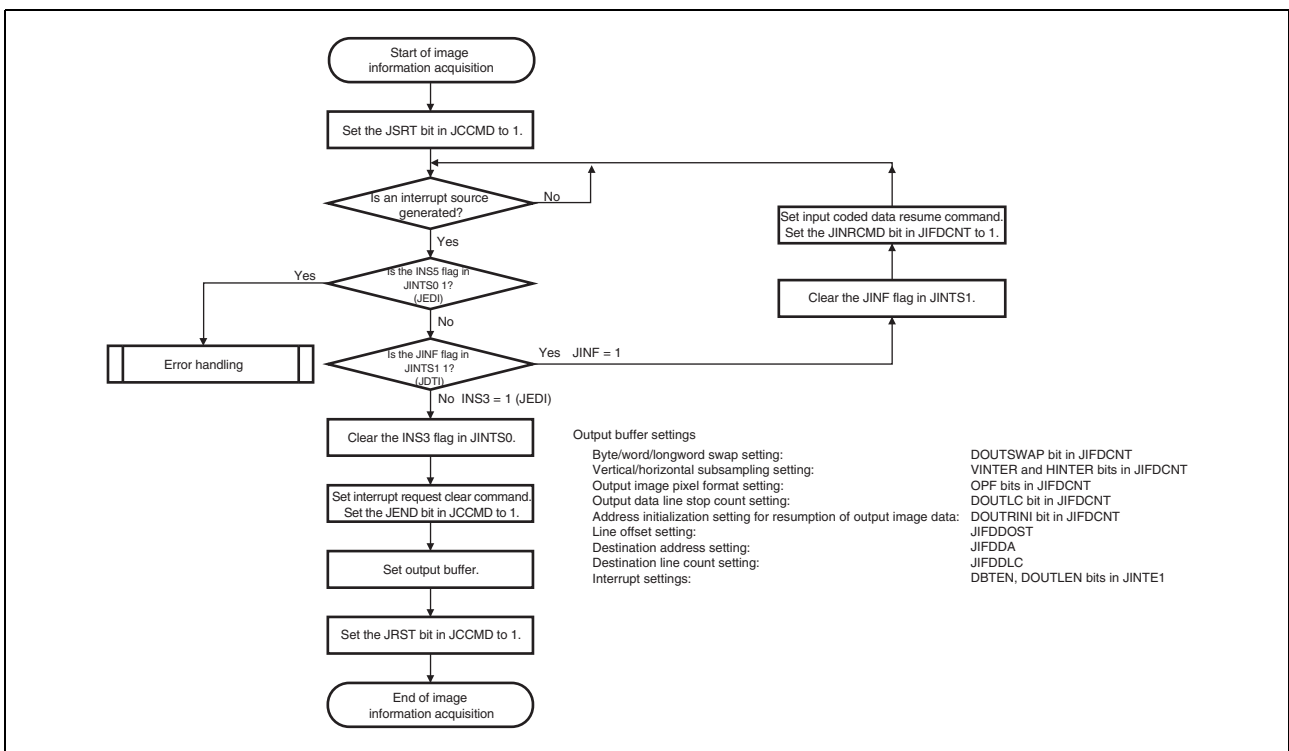 Start of image
information acquisition
Set the JSRT bit in JCCMD to 1.
Is an interrupt source
generated?
No
Yes
Set input coded data resume command.
Set the JINRCMD bit in JIFDCNT to 1.
Is the INS5 flag in
JINTS0 1?
(JEDI)
Yes
No
Clear the JINF flag in JINTS1.
Error handling
Is the JINF flag in
JINTS1 1?
(JDTI)
Yes JINF = 1
No INS3 = 1 (JEDI)
Clear the INS3 flag in JINTS0.
Set interrupt request clear command.
Set the JEND bit in JCCMD to 1.
Set output buffer.
Set the JRST bit in JCCMD to 1.
End of image
information acquisition
Output buffer settings
Byte/word/longword swap setting: DOUTSWAP bit in JIFDCNT
Vertical/horizontal subsampling setting: VINTER and HINTER bits in JIFDCNT
Output image pixel format setting: OPF bits in JIFDCNT
Output data line stop count setting: DOUTLC bit in JIFDCNT
Address initialization setting for resumption of output image data: DOUTRINI bit in JIFDCNT
Line offset setting: JIFDDOST
Destination address setting: JIFDDA
Destination line count setting: JIFDDLC
Interrupt settings: DBTEN, DOUTLEN bits in JINTE1